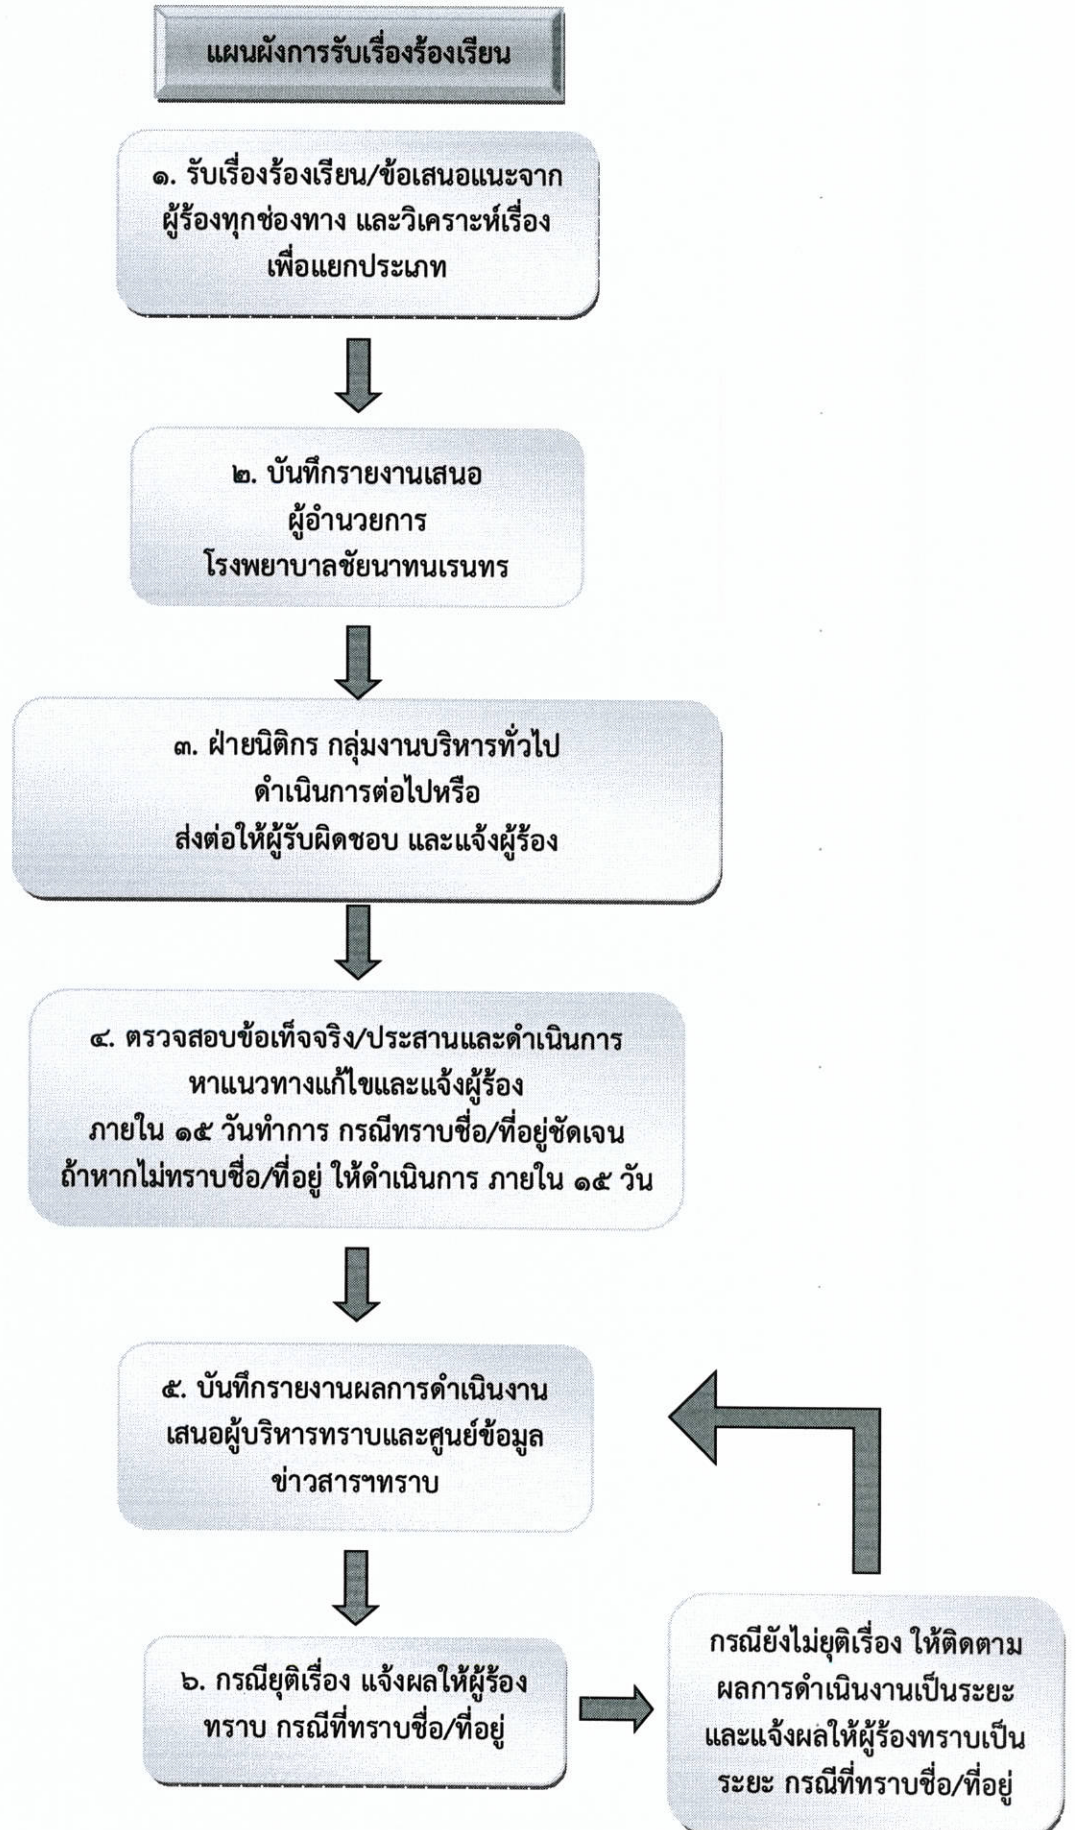 แผนผังการรับเรื่องร้องเรียน
๑. รับเรื่องร้องเรียน/ข้อเสนอแนะจาก
ผู้ร้องทุกช่องทาง และวิเคราะห์เรื่อง
เพื่อแยกประเภท
๒. บันทึกรายงานเสนอ
ผู้อำนวยการ
โรงพยาบาลชัยนาทนเรนทร
๓. ฝ่ายนิติกร กลุ่มงานบริหารทั่วไป
ดำเนินการต่อไปหรือ
ส่งต่อให้ผู้รับผิดชอบ และแจ้งผู้ร้อง
๔. ตรวจสอบข้อเท็จจริง/ประสานและดำเนินการ
หาแนวทางแก้ไขและแจ้งผู้ร้อง
ภายใน ๑๕ วันทำการ กรณีทราบชื่อ/ที่อยู่ชัดเจน
ถ้าหากไม่ทราบชื่อ/ที่อยู่ ให้ดำเนินการ ภายใน ๑๕ วัน
๕. บันทึกรายงานผลการดำเนินงาน
เสนอผู้บริหารทราบและศูนย์ข้อมูล
ข่าวสารฯทราบ
๖. กรณียุติเรื่อง แจ้งผลให้ผู้ร้อง
ทราบ กรณีที่ทราบชื่อ/ที่อยู่
กรณียังไม่ยุติเรื่อง ให้ติดตาม
ผลการดำเนินงานเป็นระยะ
และแจ้งผลให้ผู้ร้องทราบเป็น
ระยะ กรณีที่ทราบชื่อ/ที่อยู่